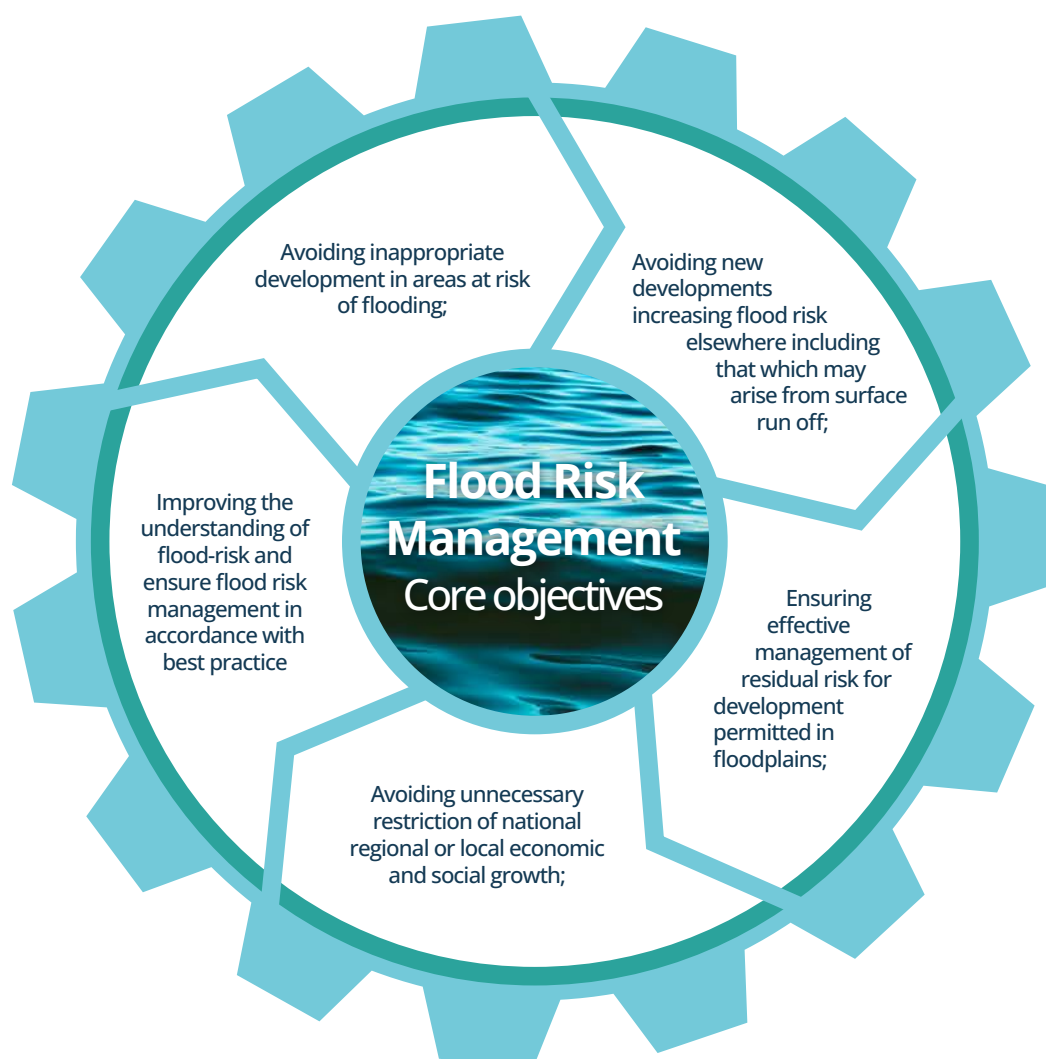 Flood Risk
Management
Core objectives
Avoiding inappropriate
development in areas at risk
of flooding;
Avoiding new
developments
increasing flood risk
elsewhere including
that which may
arise from surface
run off;
Ensuring
effective
management of
residual risk for
development
permitted in
floodplains;
Avoiding unnecessary
restriction of national
regional or local economic
and social growth;
Improving the
understanding of
flood-risk and
ensure flood risk
management in
accordance with
best practice